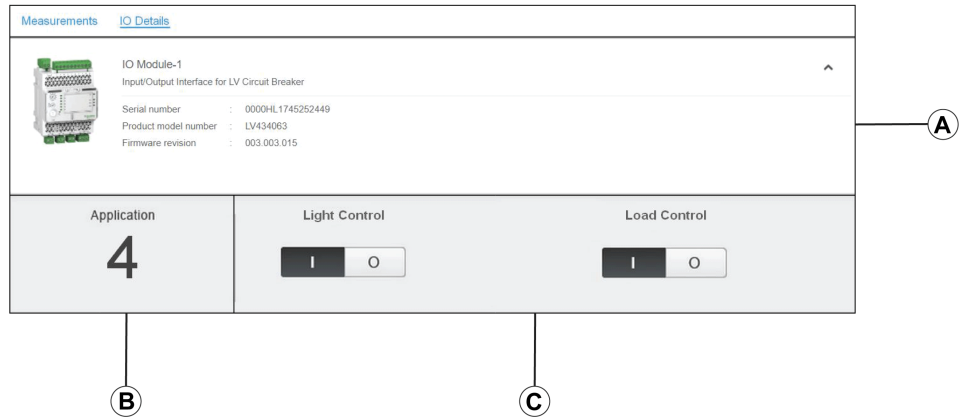 Measurements IO Details
IO Module-1
Input/Output Interface for LV Circuit Breaker
Serial number : 0000HL1745252449
Product model number : LV434063
Firmware revision : 003.003.015
A
Application Light Control Load Control
4 I O I O
B C